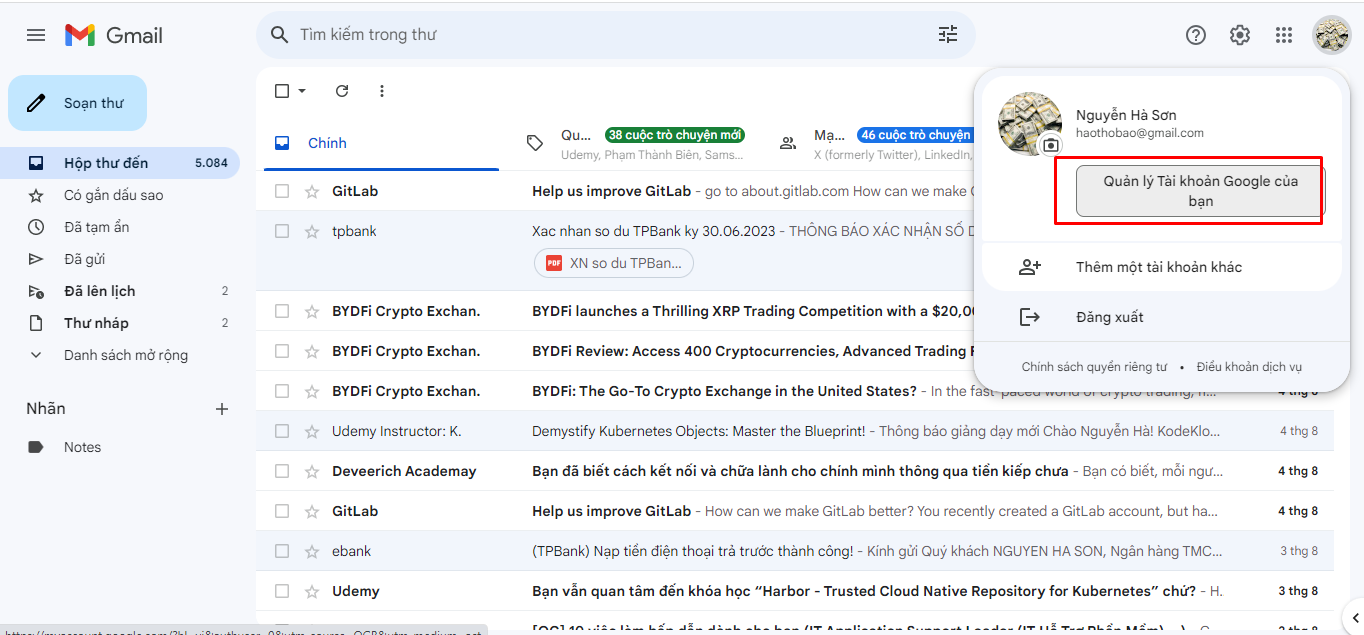 Gmail
Tìm kiếm trong thư
Soạn thư
Hộp thư đến 5.084
Có gắn dấu sao
Đã tạm ẩn
Đã gửi
Đã lên lịch 2
Thư nháp 2
Danh sách mở rộng
Nhãn
Notes
Chính
Qu... 38 cuộc trò chuyện mới
Udemy, Phạm Thành Biên, Sams...
Mạ... 46 cuộc trò chuyện
X (formerly Twitter), LinkedIn,
GitLab Help us improve GitLab - go to about.gitlab.com How can we make
tpbank Xac nhan so du TPBank ky 30.06.2023 - THÔNG BÁO XÁC NHẬN SỐ
PDF XN so du TPBan...
BYDFi Crypto Exchan. BYDFi launches a Thrilling XRP Trading Competition with a
BYDFi Crypto Exchan. BYDFi Review: Access 400 Cryptocurrencies, Advanced Trading
BYDFi Crypto Exchan. BYDFi: The Go-To Crypto Exchange in the United States? - In the fast-paced world of crypto trading, 4 thg 8
Udemy Instructor: K. Demystify Kubernetes Objects: Master the Blueprint! - Thông báo giảng dạy mới Chào Nguyễn Hà! KodeKlo... 4 thg 8
Deveerich Academay Bạn đã biết cách kết nối và chữa lành cho chính mình thông qua tiền kiếp chưa - Bạn có biết, mỗi ngư... 4 thg 8
GitLab Help us improve GitLab - How can we make GitLab better? You recently created a GitLab account, but ha... 4 thg 8
ebank (TPBank) Nạp tiền điện thoại trả trước thành công! - Kính gửi Quý khách NGUYEN HA SON, Ngân hàng TMC... 3 thg 8
Udemy Bạn vẫn quan tâm đến khóa học “Harbor - Trusted Cloud Native Repository for Kubernetes” chứ? - H. 3 thg 8
Nguyễn Hà Sơn
haothobao@gmail.com
Quản lý Tài khoản Google của
bạn
Thêm một tài khoản khác
Đăng xuất
Chính sách quyền riêng tư • Điều khoản dịch vụ